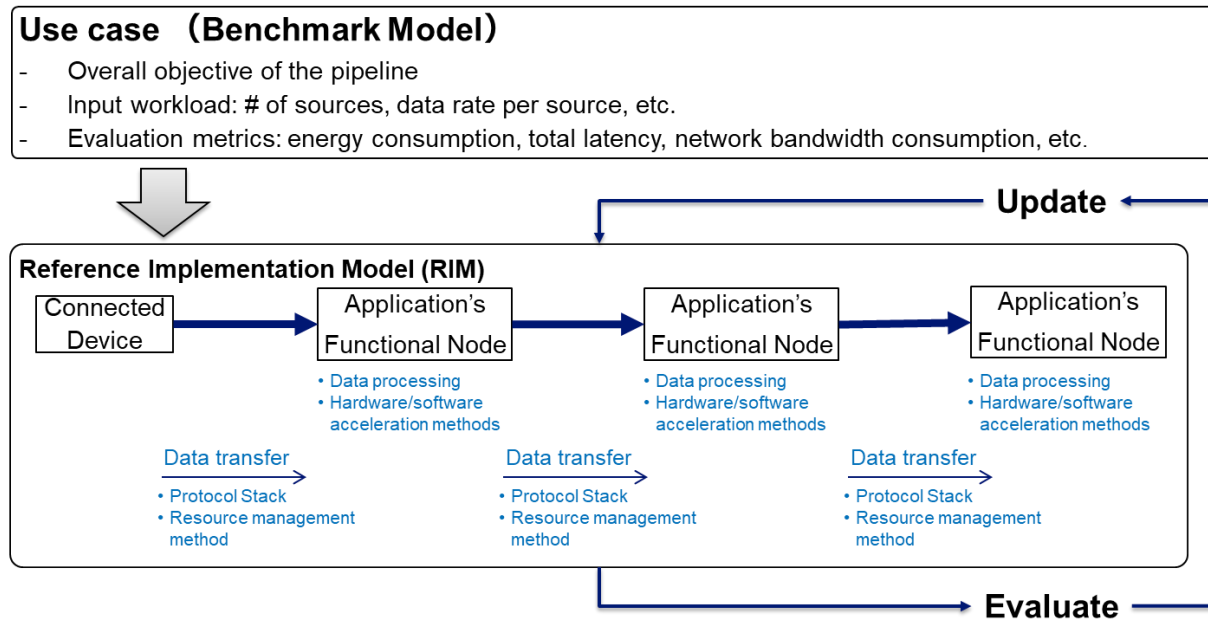 Use case （Benchmark Model）
- Overall objective of the pipeline
- Input workload: # of sources, data rate per source, etc.
- Evaluation metrics: energy consumption, total latency, network bandwidth consumption, etc.
Update
Reference Implementation Model (RIM)
Connected
Device
Application's
Functional Node
Application's
Functional Node
Application's
Functional Node
• Data processing
• Hardware/software
acceleration methods
• Data processing
• Hardware/software
acceleration methods
• Data processing
• Hardware/software
acceleration methods
Data transfer
• Protocol Stack
• Resource management
method
Data transfer
• Protocol Stack
• Resource management
method
Data transfer
• Protocol Stack
• Resource management
method
Evaluate